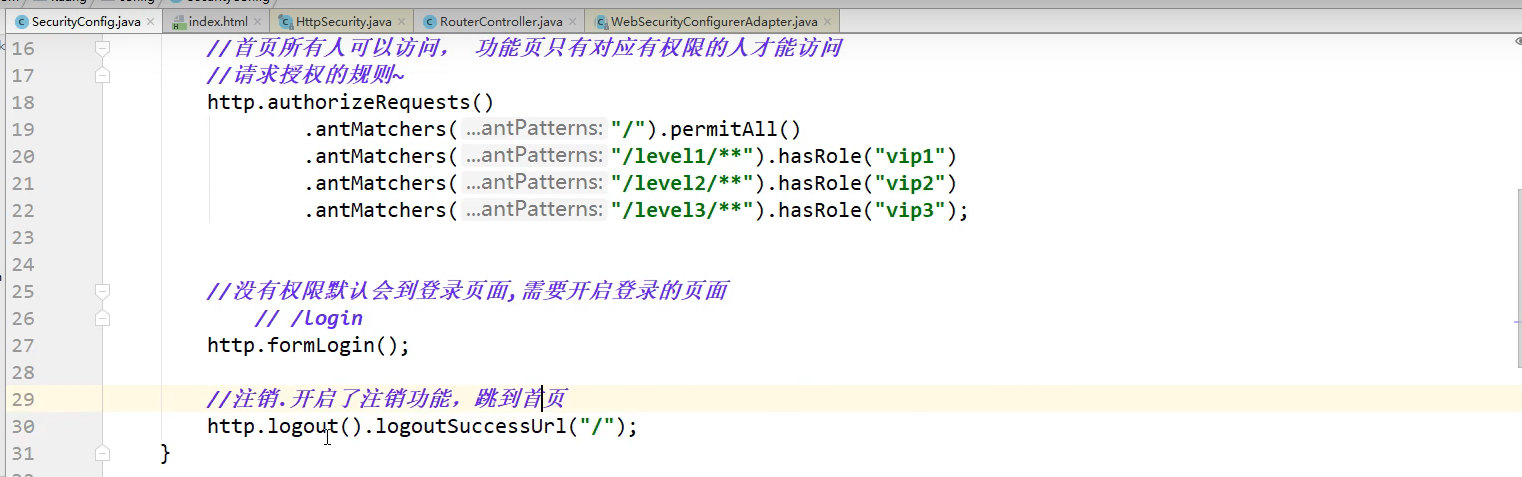 SecurityConfig.java × index.html × HttpSecurity.java × RouterController.java × WebSecurityConfigurerAdapter.java ×
16 //首页所有人可以访问， 功能页只有对应有权限的人才能访问
17 //请求授权的规则~
18 http.authorizeRequests()
19 .antMatchers( ...antPatterns: "/").permitAll()
20 .antMatchers( ...antPatterns: "/level1/**").hasRole("vip1")
21 .antMatchers( ...antPatterns: "/level2/**").hasRole("vip2")
22 .antMatchers( ...antPatterns: "/level3/**").hasRole("vip3");
23
24
25 //没有权限默认会到登录页面,需要开启登录的页面
26 // /login
27 http.formLogin();
28
29 //注销.开启了注销功能，跳到首页
30 http.logout().logoutSuccessUrl("/");
31 }